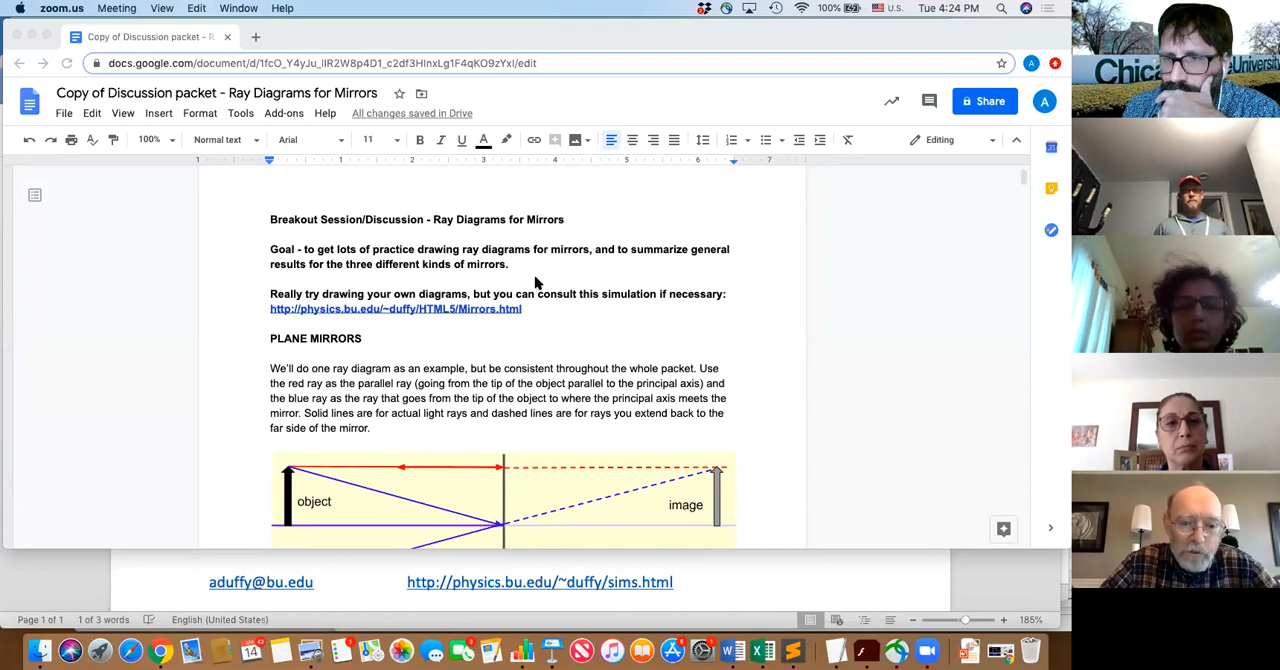 zoom.us Meeting View Edit Window Help
100% U.S. Tue 4:24 PM
Copy of Discussion packet - R
docs.google.com/document/d/1fcO_Y4yJu_lIR2W8p4D1_c2df3HlnxLg1F4qKO9zYxI/edit
Copy of Discussion packet - Ray Diagrams for Mirrors
Share
A
File Edit View Insert Format Tools Add-ons Help All changes saved in Drive
100% Normal text Arial 11 B I U A Editing
1 1 2 3 4 5 6 7
Breakout Session/Discussion - Ray Diagrams for Mirrors
Goal - to get lots of practice drawing ray diagrams for mirrors, and to summarize general
results for the three different kinds of mirrors.
Really try drawing your own diagrams, but you can consult this simulation if necessary:
http://physics.bu.edu/~duffy/HTML5/Mirrors.html
PLANE MIRRORS
We'll do one ray diagram as an example, but be consistent throughout the whole packet. Use
the red ray as the parallel ray (going from the tip of the object parallel to the principal axis) and
the blue ray as the ray that goes from the tip of the object to where the principal axis meets the
mirror. Solid lines are for actual light rays and dashed lines are for rays you extend back to the
far side of the mirror.
object
image
aduffy@bu.edu http://physics.bu.edu/~duffy/sims.html
Page 1 of 1 1 of 3 words English (United States) 185%